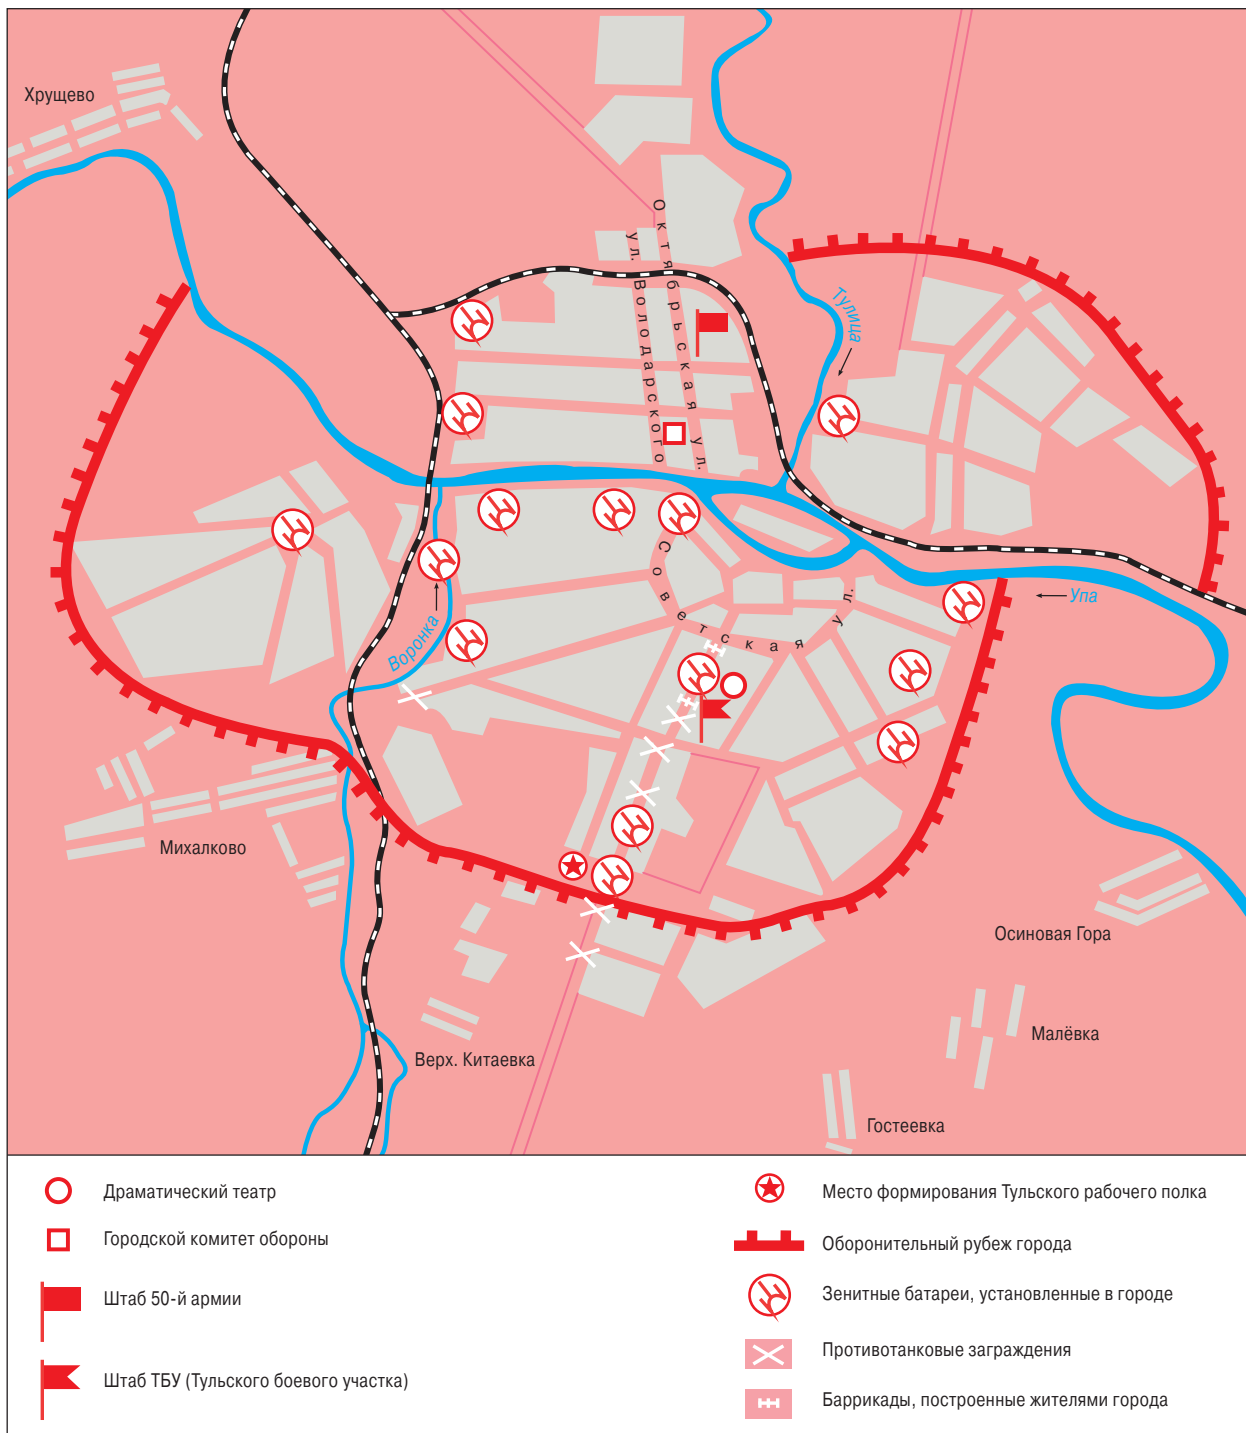 Хрущево
Октябрьская ул.
ул. Володарского
Тулица
Советская ул.
Упа
Воронка
Михалково
Осиновая Гора
Малёвка
Верх. Китаевка
Гостеевка
Драматический театр
Городской комитет обороны
Штаб 50-й армии
Штаб ТБУ (Тульского боевого участка)
Место формирования Тульского рабочего полка
Оборонительный рубеж города
Зенитные батареи, установленные в городе
Противотанковые заграждения
Баррикады, построенные жителями города